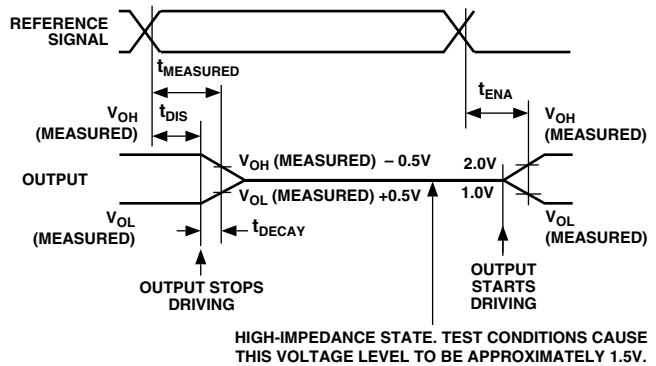 REFERENCE
SIGNAL
tMEASURED
tENA
tDIS
VOH
(MEASURED)
VOH
(MEASURED)
VOH (MEASURED) – 0.5V
2.0V
OUTPUT
VOL (MEASURED) +0.5V
1.0V
VOL
(MEASURED)
VOL
(MEASURED)
tDECAY
OUTPUT STOPS
DRIVING
OUTPUT
STARTS
DRIVING
HIGH-IMPEDANCE STATE. TEST CONDITIONS CAUSE
THIS VOLTAGE LEVEL TO BE APPROXIMATELY 1.5V.